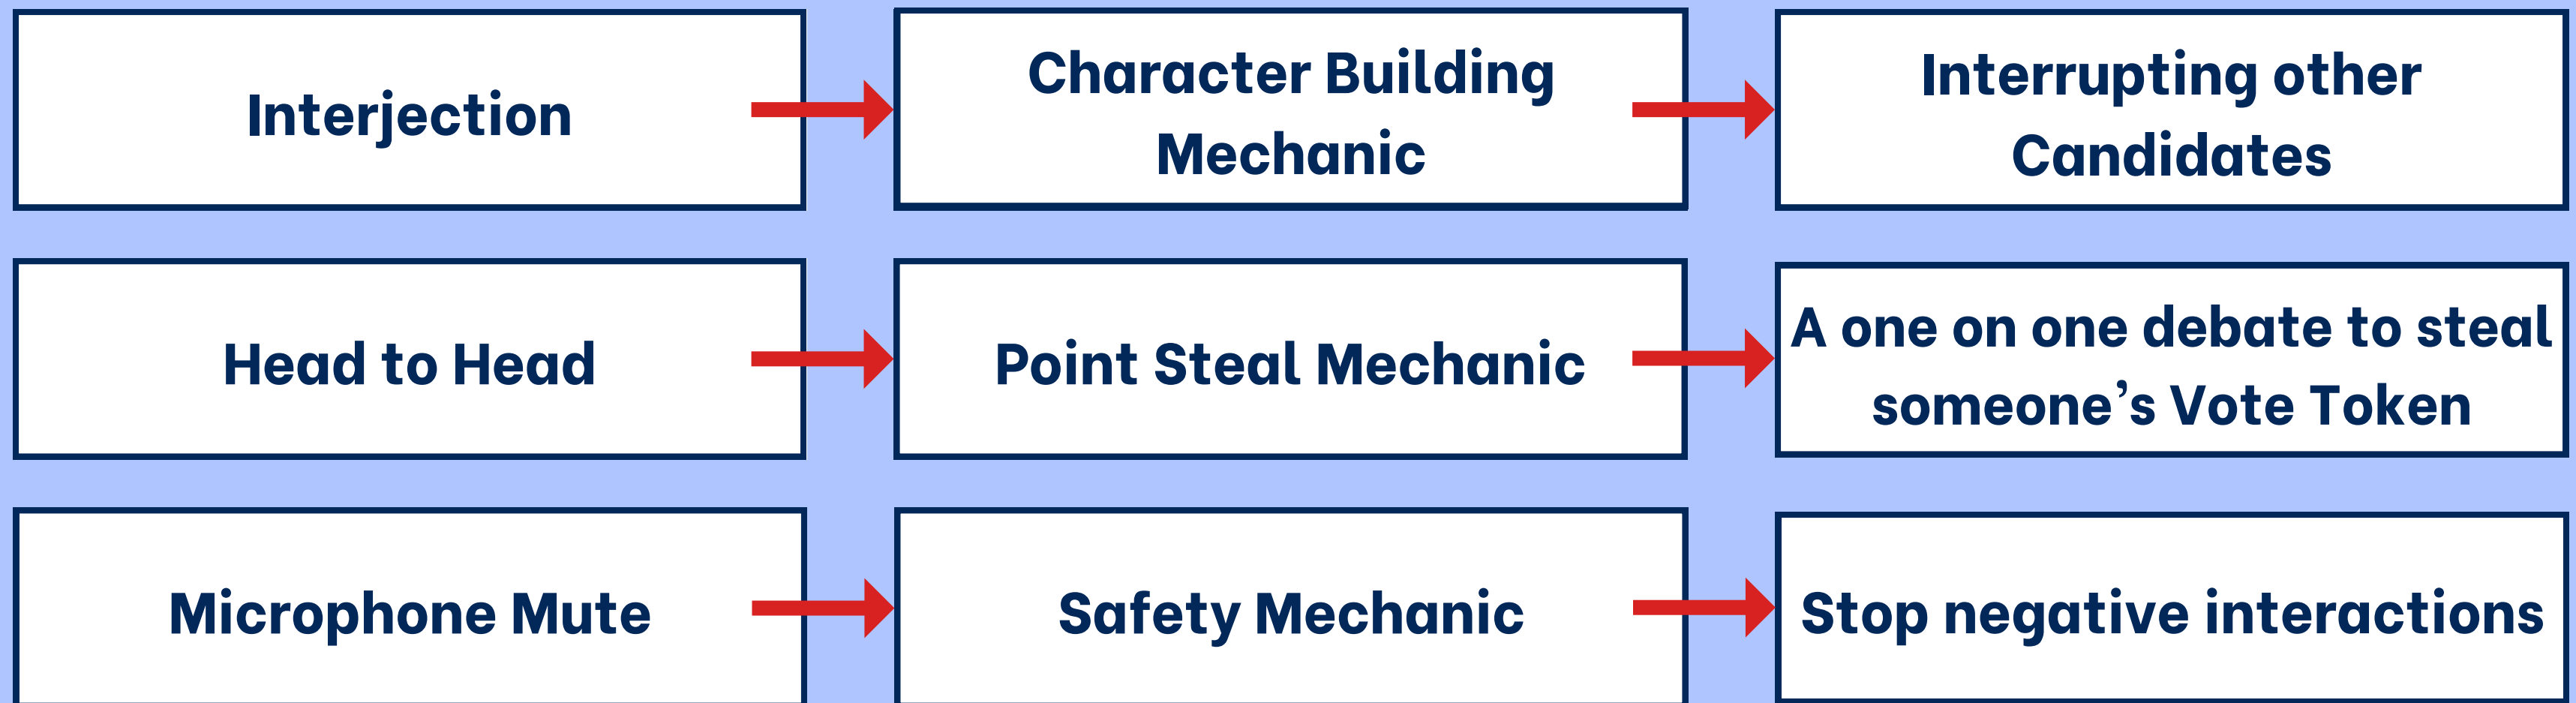 Interjection
Character Building
Mechanic
Interrupting other
Candidates
Head to Head
Point Steal Mechanic
A one on one debate to steal
someone’s Vote Token
Microphone Mute
Safety Mechanic
Stop negative interactions